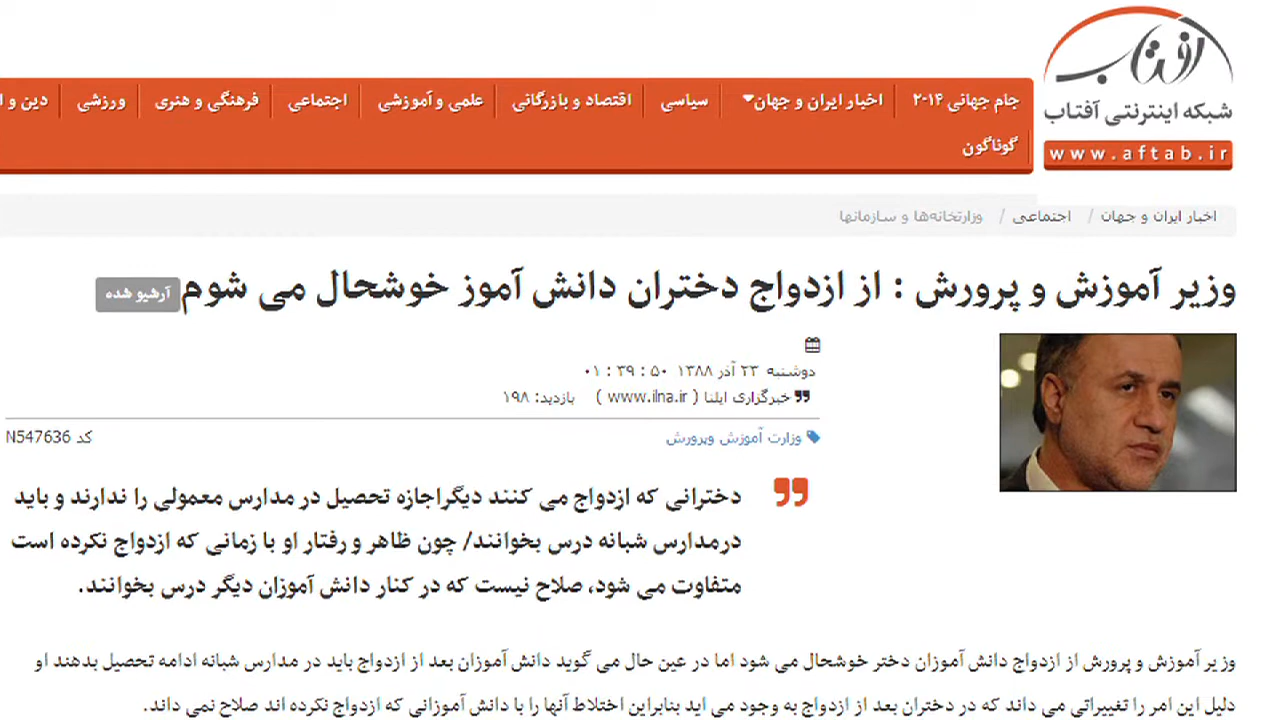 افتاب
شبکه اینترنتی آفتاب
www.aftab.ir
جام جهانی ۲۰۱۴
اخبار ایران و جهان
سیاسی
اقتصاد و بازرگانی
علمی و آموزشی
اجتماعی
فرهنگی و هنری
ورزشی
دین و ا
گوناگون
اخبار ایران و جهان / اجتماعی / وزارتخانه‌ها و سازمانها
وزیر آموزش و پرورش : از ازدواج دختران دانش آموز خوشحال می شوم آرشیو شده
دوشنبه ۲۳ آذر ۱۳۸۸ ۰۱ : ۳۹ : ۵۰
خبرگزاری ایلنا ( www.ilna.ir ) بازدید: ۱۹۸
وزارت آموزش وپرورش
کد N547636
دخترانی که ازدواج می کنند دیگراجازه تحصیل در مدارس معمولی را ندارند و باید
درمدارس شبانه درس بخوانند/ چون ظاهر و رفتار او با زمانی که ازدواج نکرده است
متفاوت می شود، صلاح نیست که در کنار دانش آموزان دیگر درس بخوانند.
وزیر آموزش و پرورش از ازدواج دانش آموزان دختر خوشحال می شود اما در عین حال می گوید دانش آموزان بعد از ازدواج باید در مدارس شبانه ادامه تحصیل بدهند او
دلیل این امر را تغییراتی می داند که در دختران بعد از ازدواج به وجود می اید بنابراین اختلاط آنها را با دانش آموزانی که ازدواج نکرده اند صلاح نمی داند.